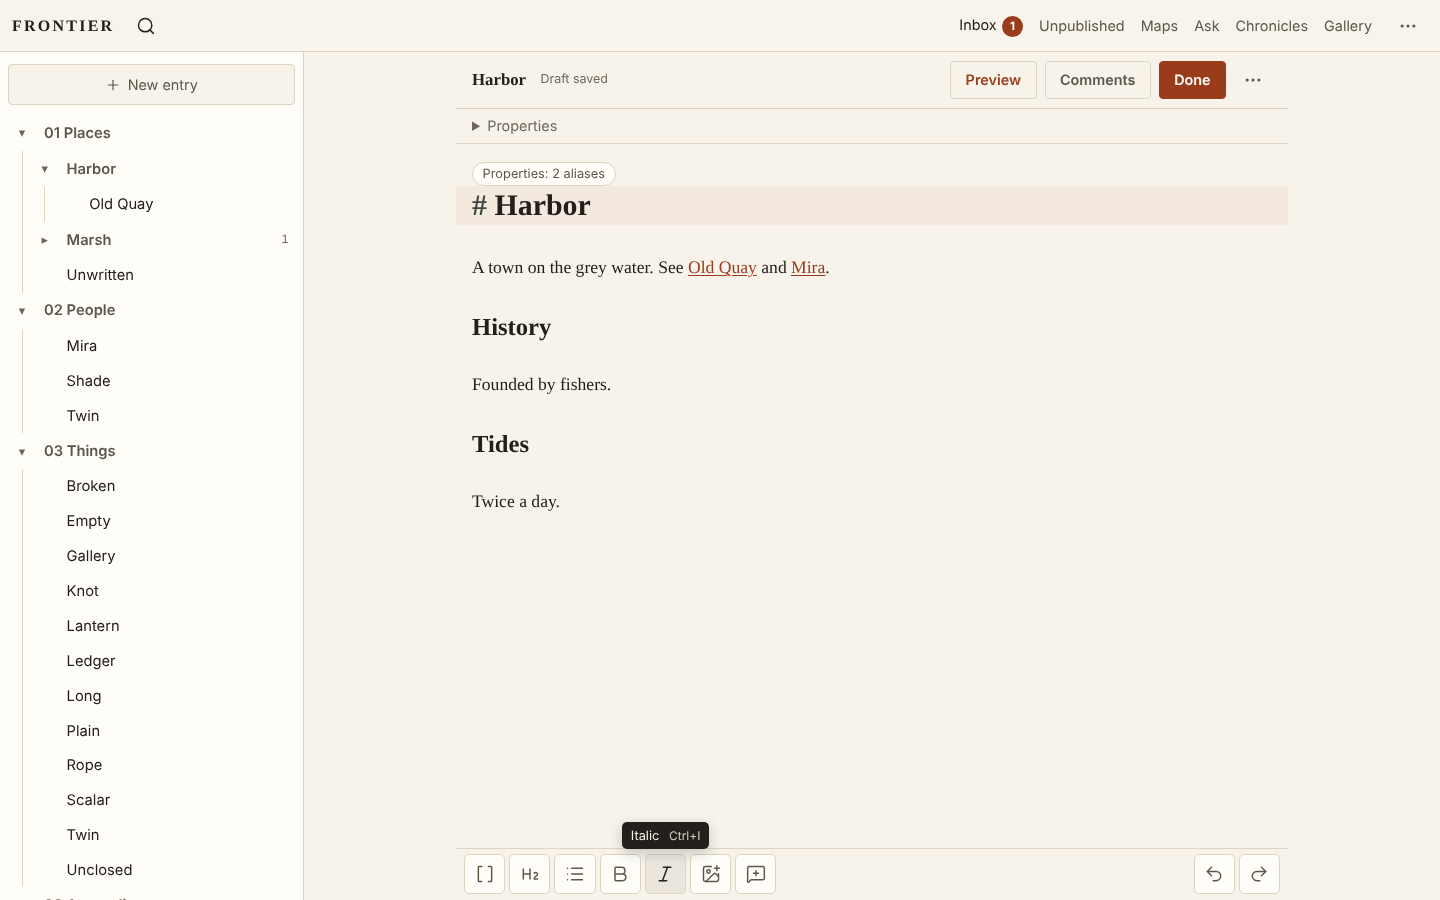 FRONTIER
Inbox 1 Unpublished Maps Ask Chronicles Gallery
New entry
01 Places
Harbor
Old Quay
Marsh 1
Unwritten
02 People
Mira
Shade
Twin
03 Things
Broken
Empty
Gallery
Knot
Lantern
Ledger
Long
Plain
Rope
Scalar
Twin
Unclosed
Harbor Draft saved Preview Comments Done
Properties
Properties: 2 aliases
# Harbor
A town on the grey water. See Old Quay and Mira.
History
Founded by fishers.
Tides
Twice a day.
Italic Ctrl+I
H2 B I